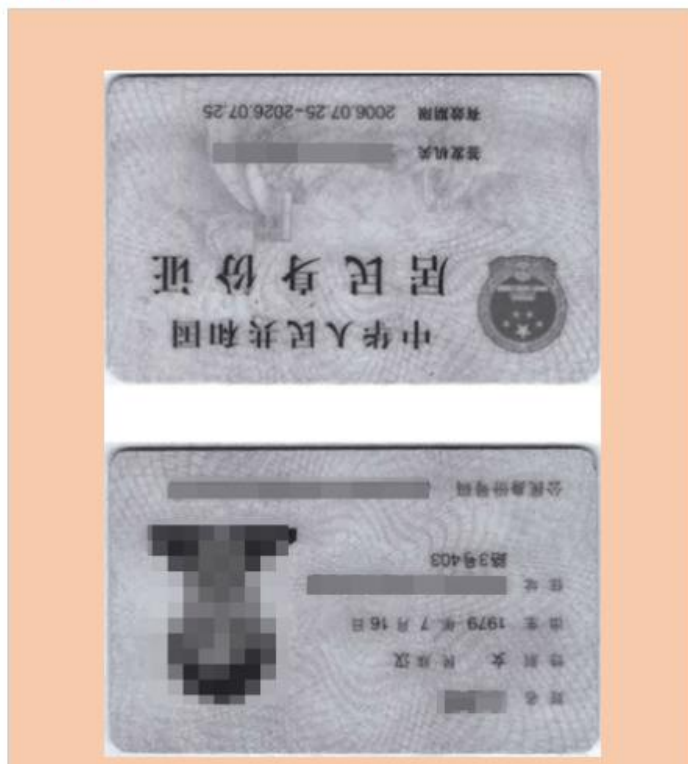 姓名
性别 女 民族 汉
出生 1979 年 7 月 16 日
住址
路3号403
公民身份号码
中华人民共和国
居民身份证
签发机关
有效期限 2006.07.25-2026.07.25